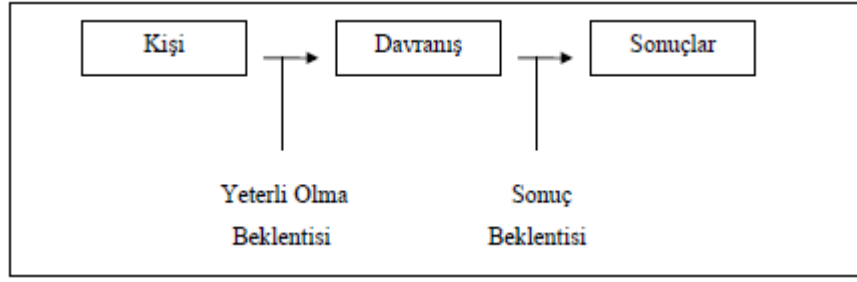 Kişi
Davranış
Sonuçlar
Yeterli Olma
Beklentisi
Sonuç
Beklentisi